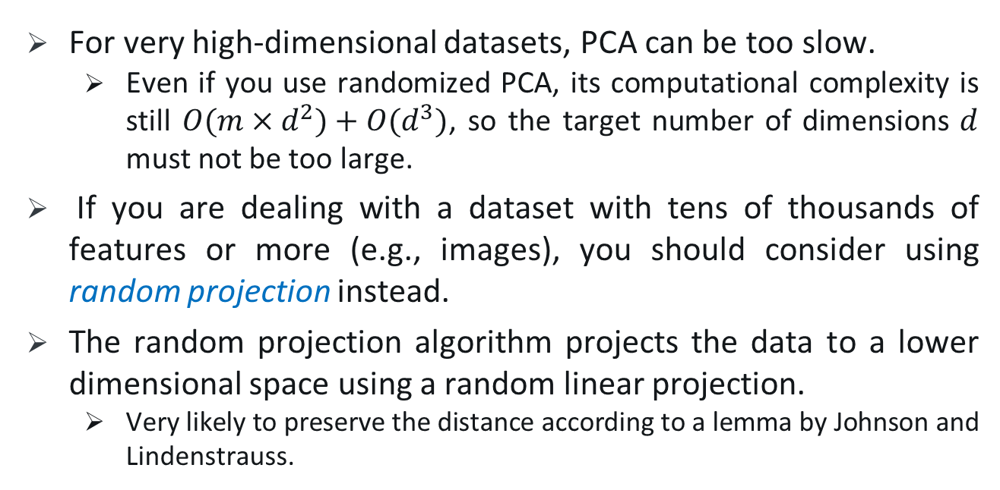 ➢ For very high-dimensional datasets, PCA can be too slow.
➢ Even if you use randomized PCA, its computational complexity is
still O(m × d²) + O(d³), so the target number of dimensions d
must not be too large.
➢ If you are dealing with a dataset with tens of thousands of
features or more (e.g., images), you should consider using
random projection instead.
➢ The random projection algorithm projects the data to a lower
dimensional space using a random linear projection.
➢ Very likely to preserve the distance according to a lemma by Johnson and
Lindenstrauss.